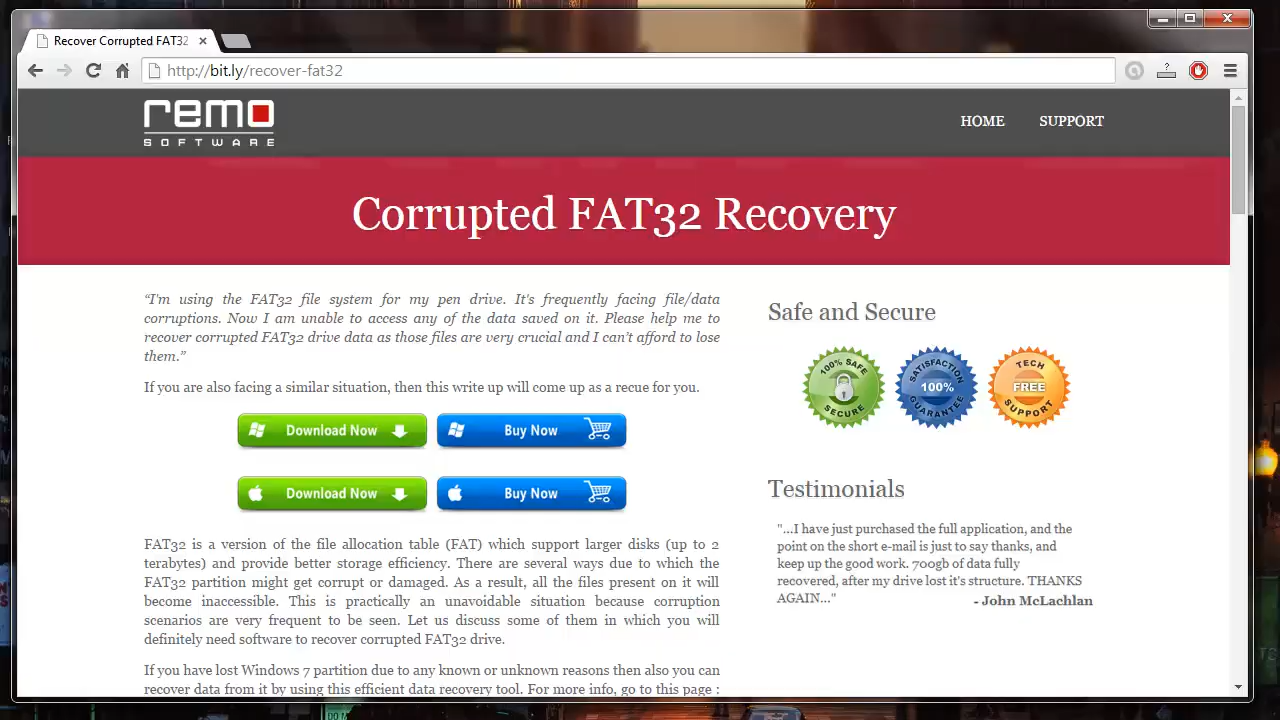 Recover Corrupted FAT32
http://bit.ly/recover-fat32
remo
SOFTWARE
HOME
SUPPORT
Corrupted FAT32 Recovery
“I'm using the FAT32 file system for my pen drive. It's frequently facing file/data
corruptions. Now I am unable to access any of the data saved on it. Please help me to
recover corrupted FAT32 drive data as those files are very crucial and I can’t afford to lose
them.”
If you are also facing a similar situation, then this write up will come up as a recue for you.
Download Now
Buy Now
Download Now
Buy Now
FAT32 is a version of the file allocation table (FAT) which support larger disks (up to 2
terabytes) and provide better storage efficiency. There are several ways due to which the
FAT32 partition might get corrupt or damaged. As a result, all the files present on it will
become inaccessible. This is practically an unavoidable situation because corruption
scenarios are very frequent to be seen. Let us discuss some of them in which you will
definitely need software to recover corrupted FAT32 drive.
If you have lost Windows 7 partition due to any known or unknown reasons then also you can
recover data from it by using this efficient data recovery tool. For more info, go to this page :
Safe and Secure
100% SAFE
SECURE
SATISFACTION
100%
GUARANTEE
TECH
FREE
SUPPORT
Testimonials
"...I have just purchased the full application, and the
point on the short e-mail is just to say thanks, and
keep up the good work. 700gb of data fully
recovered, after my drive lost it's structure. THANKS
AGAIN..."
- John McLachlan